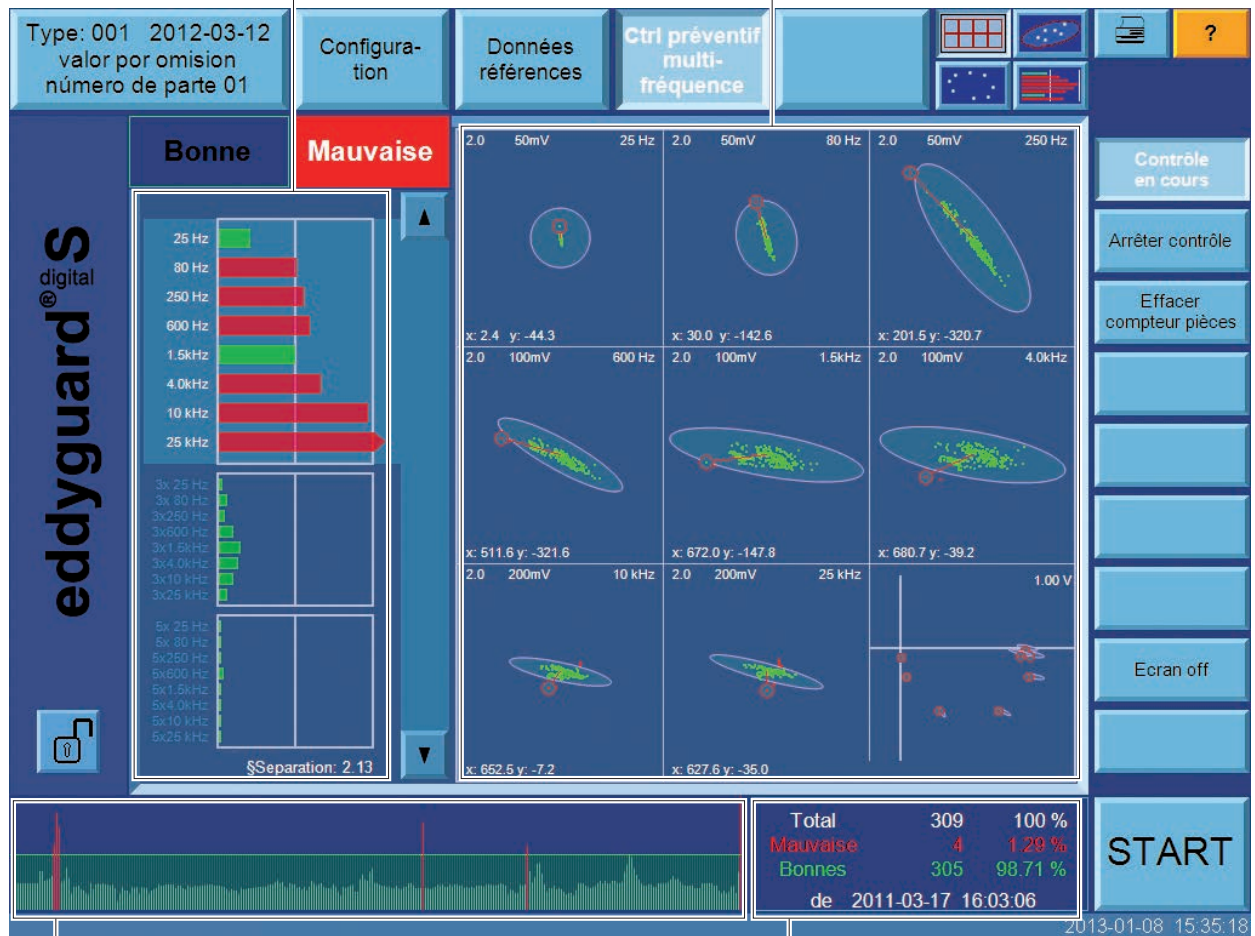 Type: 001 2012-03-12
valor por omision
número de parte 01
Configura-
tion
Données
références
Ctrl préventif
multi-
fréquence
?
Bonne
Mauvaise
eddyguard® digital S
25 Hz
80 Hz
250 Hz
600 Hz
1.5kHz
4.0kHz
10 kHz
25 kHz
3x 25 Hz
3x 80 Hz
3x250 Hz
3x600 Hz
3x1.5kHz
3x4.0kHz
3x10 kHz
3x25 kHz
5x 25 Hz
5x 80 Hz
5x250 Hz
5x600 Hz
5x1.5kHz
5x4.0kHz
5x10 kHz
5x25 kHz
§Separation: 2.13
2.0 50mV 25 Hz
x: 2.4 y: -44.3
2.0 50mV 80 Hz
x: 30.0 y: -142.6
2.0 50mV 250 Hz
x: 201.5 y: -320.7
2.0 100mV 600 Hz
x: 511.6 y: -321.6
2.0 100mV 1.5kHz
x: 672.0 y: -147.8
2.0 100mV 4.0kHz
x: 680.7 y: -39.2
2.0 200mV 10 kHz
x: 652.5 y: -7.2
2.0 200mV 25 kHz
x: 627.6 y: -35.0
1.00 V
Contrôle
en cours
Arrêter contrôle
Effacer
compteur pièces
Ecran off
Total 309 100 %
Mauvaise 4 1.29 %
Bonnes 305 98.71 %
de 2011-03-17 16:03:06
START
2013-01-08 15:35:18